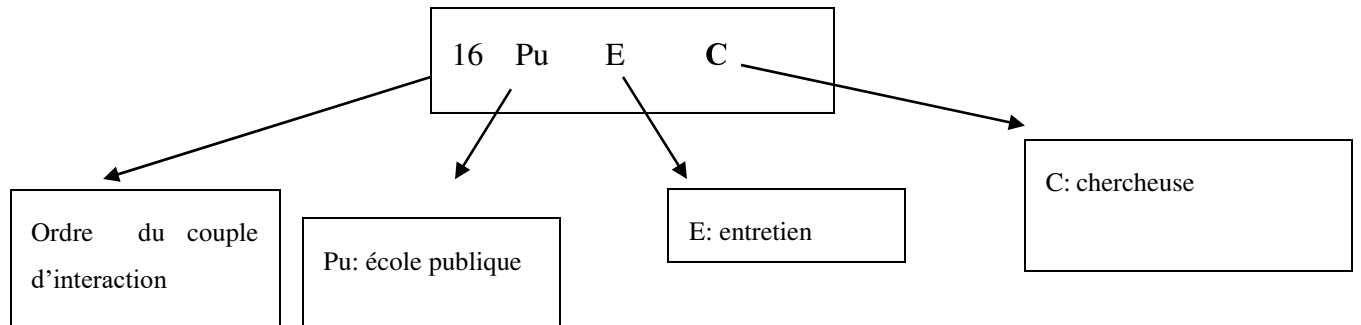 16 Pu E C
Ordre du couple
d'interaction
Pu: école publique
E: entretien
C: chercheuse